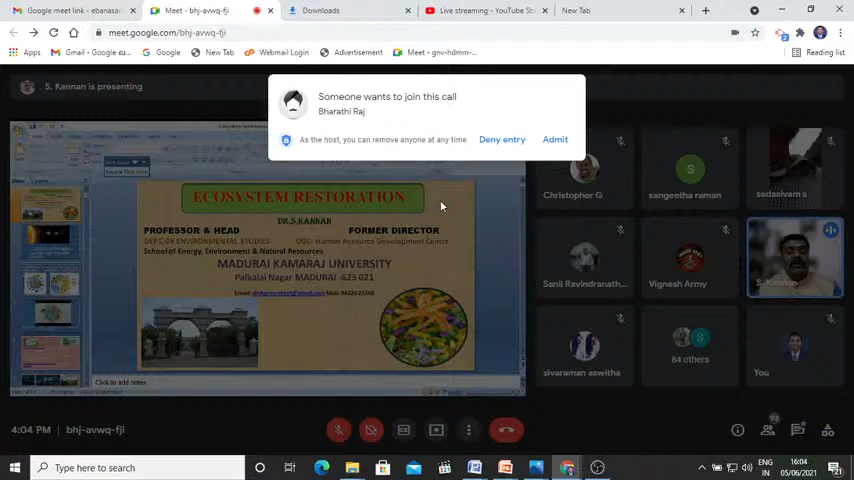 Google meet link - ebanasar
Meet - bhj-avwq-fji
Downloads
Live streaming - YouTube Stu
New Tab
meet.google.com/bhj-avwq-fji
Apps
Gmail - Google
Google
New Tab
Webmail Login
Advertisement
Meet - gnv-hdmm-...
Reading list
S. Kannan is presenting
Someone wants to join this call
Bharathi Raj
As the host, you can remove anyone at any time
Deny entry
Admit
ECOSYSTEM RESTORATION
DR.S.KANNAN
PROFESSOR & HEAD
FORMER DIRECTOR
DEPT. OF ENVIRONMENTAL STUDIES
UGC- Human Resource Development Center
School of Energy, Environment & Natural Resources
MADURAI KAMARAJ UNIVERSITY
Palkalai Nagar MADURAI -625 021
Click to add notes
Christopher G
sangeetha raman
sadasivam s
Sanil Ravindranath...
Vignesh Army
S. Kannan
sivaraman aswitha
84 others
You
4:04 PM
bhj-avwq-fji
93
Type here to search
ENG
IN
16:04
05/06/2021
21